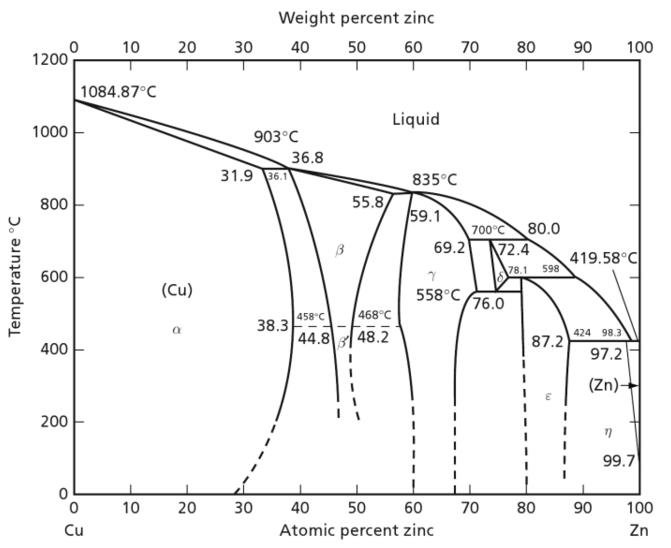 Weight percent zinc
0 10 20 30 40 50 60 70 80 90 100
1200
1084.87°C
Liquid
1000
903°C
36.8
31.9
36.1
835°C
800
55.8
59.1
700°C
80.0
69.2
72.4
419.58°C
β
γ
δ
78.1
598
600
558°C
76.0
(Cu)
α
458°C
468°C
38.3
44.8
48.2
β'
424
98.3
87.2
97.2
400
(Zn)
ε
200
η
99.7
0
Temperature °C
0 10 20 30 40 50 60 70 80 90 100
Cu
Atomic percent zinc
Zn